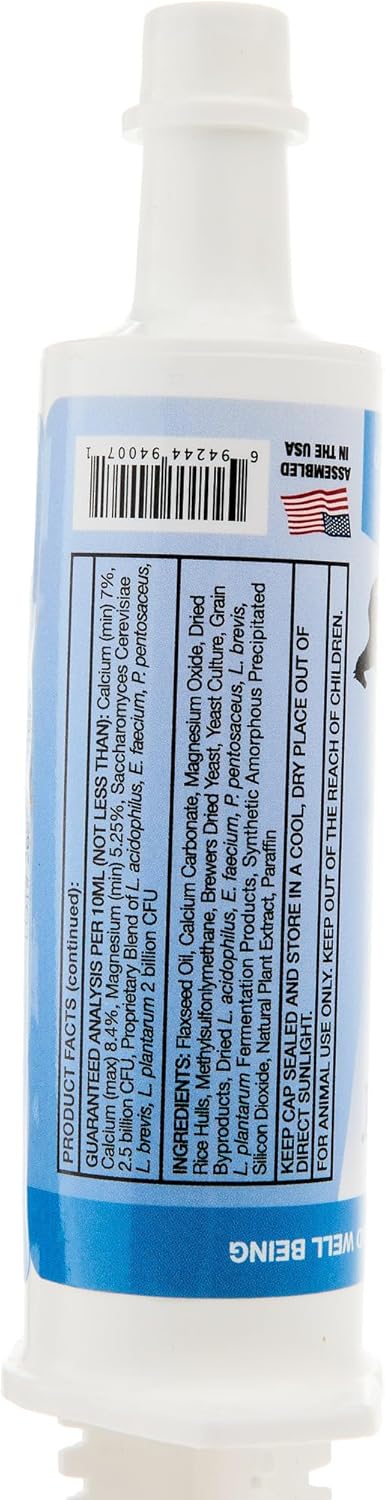 PRODUCT FACTS (continued):
GUARANTEED ANALYSIS PER 10ML (NOT LESS THAN): Calcium (min) 7%,
Calcium (max) 8.4%, Magnesium (min) 5.25%, Saccharomyces Cerevisiae
2.5 billion CFU, Proprietary Blend of L. acidophilus, E. faecium, P. pentosaceus,
L. brevis, L. plantarum 2 billion CFU
INGREDIENTS: Flaxseed Oil, Calcium Carbonate, Magnesium Oxide, Dried
Rice Hulls, Methylsulfonlymethane, Brewers Dried Yeast, Yeast Culture, Grain
Byproducts, Dried L. acidophilus, E. faecium, P. pentosaceus, L. brevis,
L. plantarum Fermentation Products, Synthetic Amorphous Precipitated
Silicon Dioxide, Natural Plant Extract, Paraffin
KEEP CAP SEALED AND STORE IN A COOL, DRY PLACE OUT OF
DIRECT SUNLIGHT.
FOR ANIMAL USE ONLY. KEEP OUT OF THE REACH OF CHILDREN.
6 94244 94007 1
ASSEMBLED
IN THE USA
WELL BEING